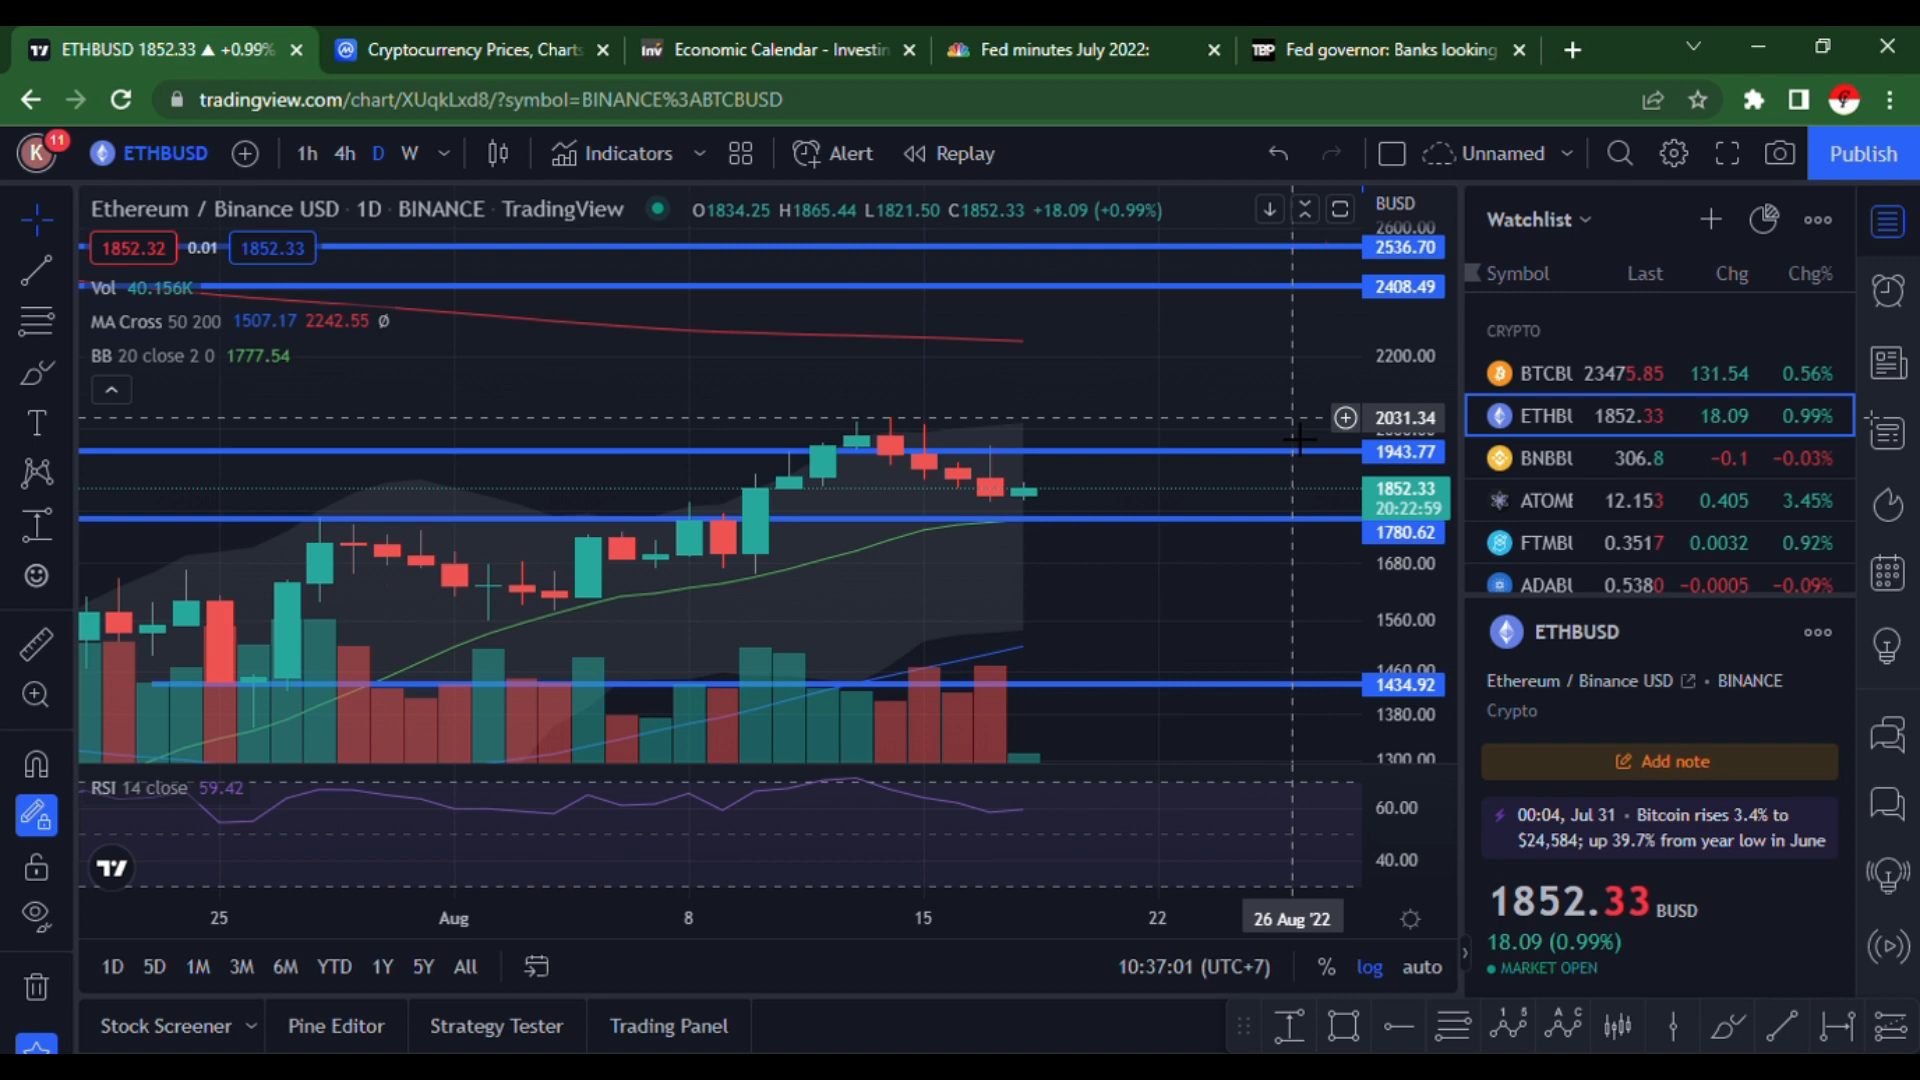 ETHBUSD 1852.33 ▲ +0.99%
Cryptocurrency Prices, Charts
Inv Economic Calendar - Investin
Fed minutes July 2022:
TBP Fed governor: Banks looking
tradingview.com/chart/XUqkLxd8/?symbol=BINANCE%3ABTCBUSD
K 11 ETHBUSD 1h 4h D W Indicators Alert Replay Unnamed Publish
Ethereum / Binance USD · 1D · BINANCE · TradingView O1834.25 H1865.44 L1821.50 C1852.33 +18.09 (+0.99%)
1852.32 0.01 1852.33
Vol 40.156K
MA Cross 50 200 1507.17 2242.55 Ø
BB 20 close 2 0 1777.54
BUSD
2600.00
2536.70
2408.49
2200.00
2031.34
1943.77
1852.33
20:22:59
1780.62
1680.00
1560.00
1460.00
1434.92
1380.00
1300.00
RSI 14 close 59.42
60.00
40.00
25 Aug 8 15 22 26 Aug '22
1D 5D 1M 3M 6M YTD 1Y 5Y All
10:37:01 (UTC+7) % log auto
Stock Screener Pine Editor Strategy Tester Trading Panel
Watchlist
Symbol Last Chg Chg%
CRYPTO
BTCBU 23475.85 131.54 0.56%
ETHBU 1852.33 18.09 0.99%
BNBBU 306.8 −0.1 −0.03%
ATOME 12.153 0.405 3.45%
FTMBU 0.3517 0.0032 0.92%
ADABU 0.5380 −0.0005 −0.09%
ETHBUSD
Ethereum / Binance USD • BINANCE
Crypto
Add note
00:04, Jul 31 • Bitcoin rises 3.4% to
$24,584; up 39.7% from year low in June
1852.33 BUSD
18.09 (0.99%)
MARKET OPEN